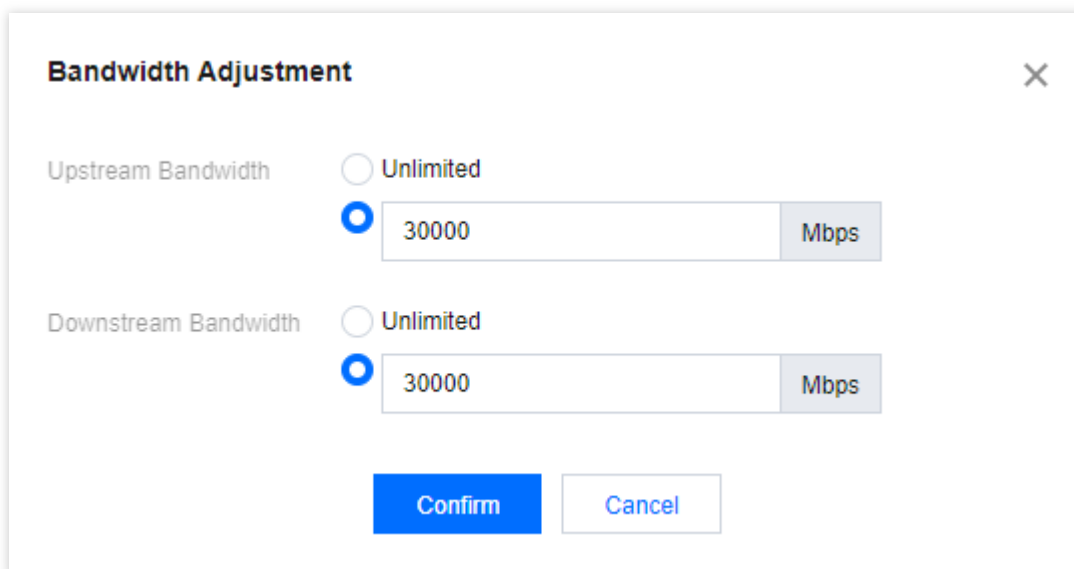 Bandwidth Adjustment
Upstream Bandwidth Unlimited
30000 Mbps
Downstream Bandwidth Unlimited
30000 Mbps
Confirm Cancel